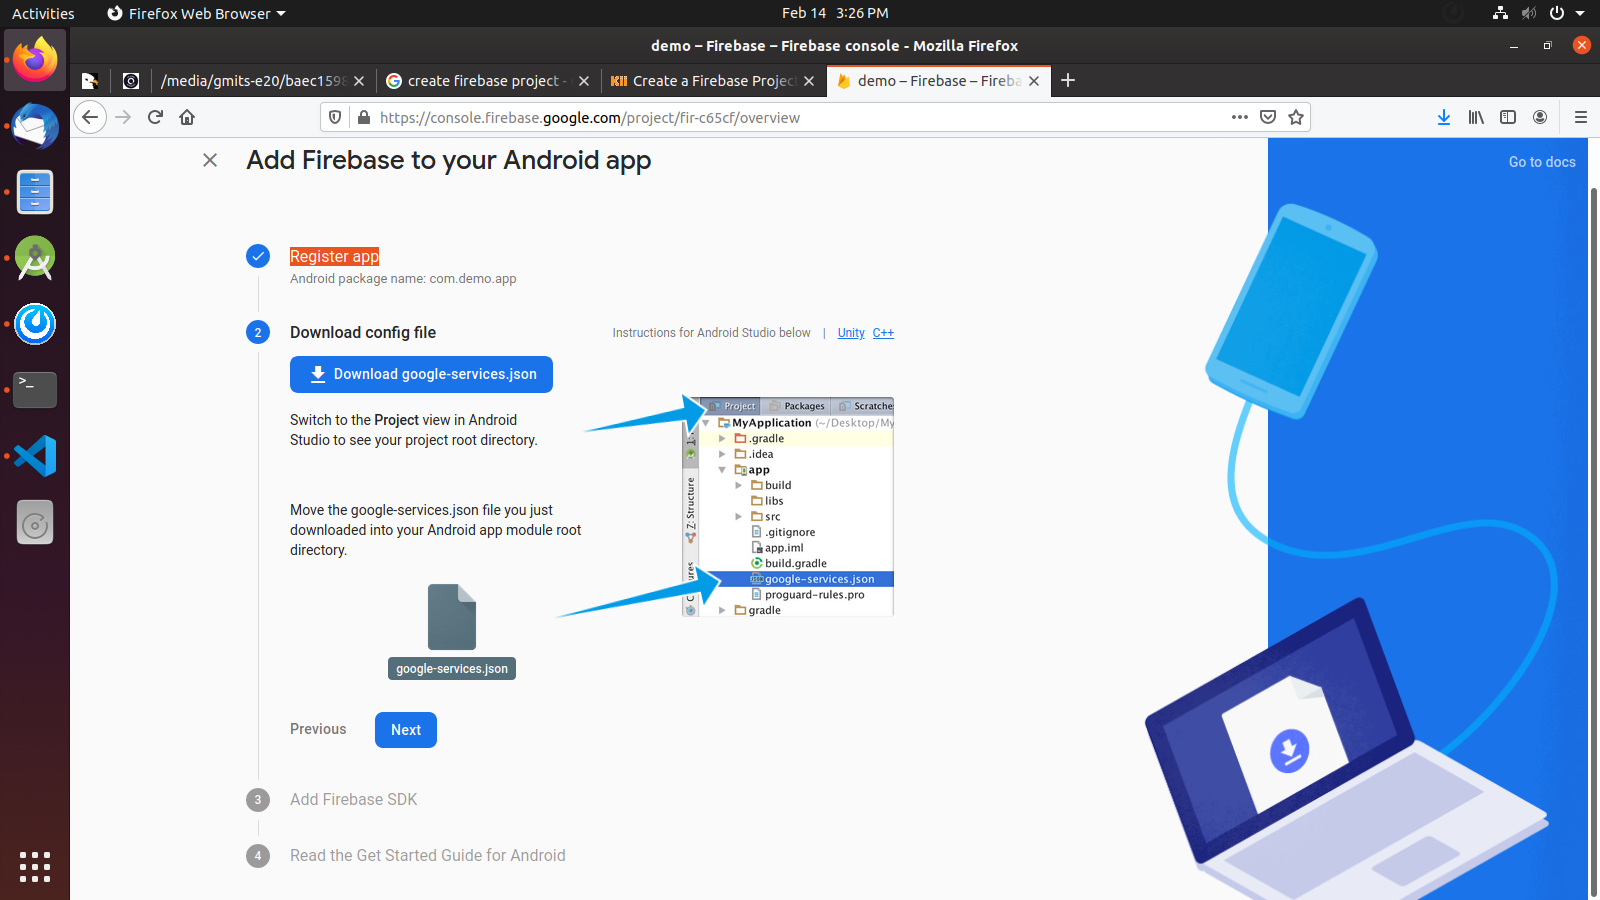 Activities
Firefox Web Browser
Feb 14 3:26 PM
demo – Firebase – Firebase console - Mozilla Firefox
/media/gmits-e20/baec1598
create firebase project -
Create a Firebase Project
demo – Firebase – Fireba
https://console.firebase.google.com/project/fir-c65cf/overview
Add Firebase to your Android app
Go to docs
Register app
Android package name: com.demo.app
2
Download config file
Instructions for Android Studio below | Unity C++
Download google-services.json
Switch to the Project view in Android
Studio to see your project root directory.
Project Packages Scratche
MyApplication (~/Desktop/My
.gradle
.idea
app
build
libs
src
.gitignore
app.iml
build.gradle
google-services.json
proguard-rules.pro
gradle
Z: Structure
Move the google-services.json file you just
downloaded into your Android app module root
directory.
google-services.json
Previous
Next
3
Add Firebase SDK
4
Read the Get Started Guide for Android